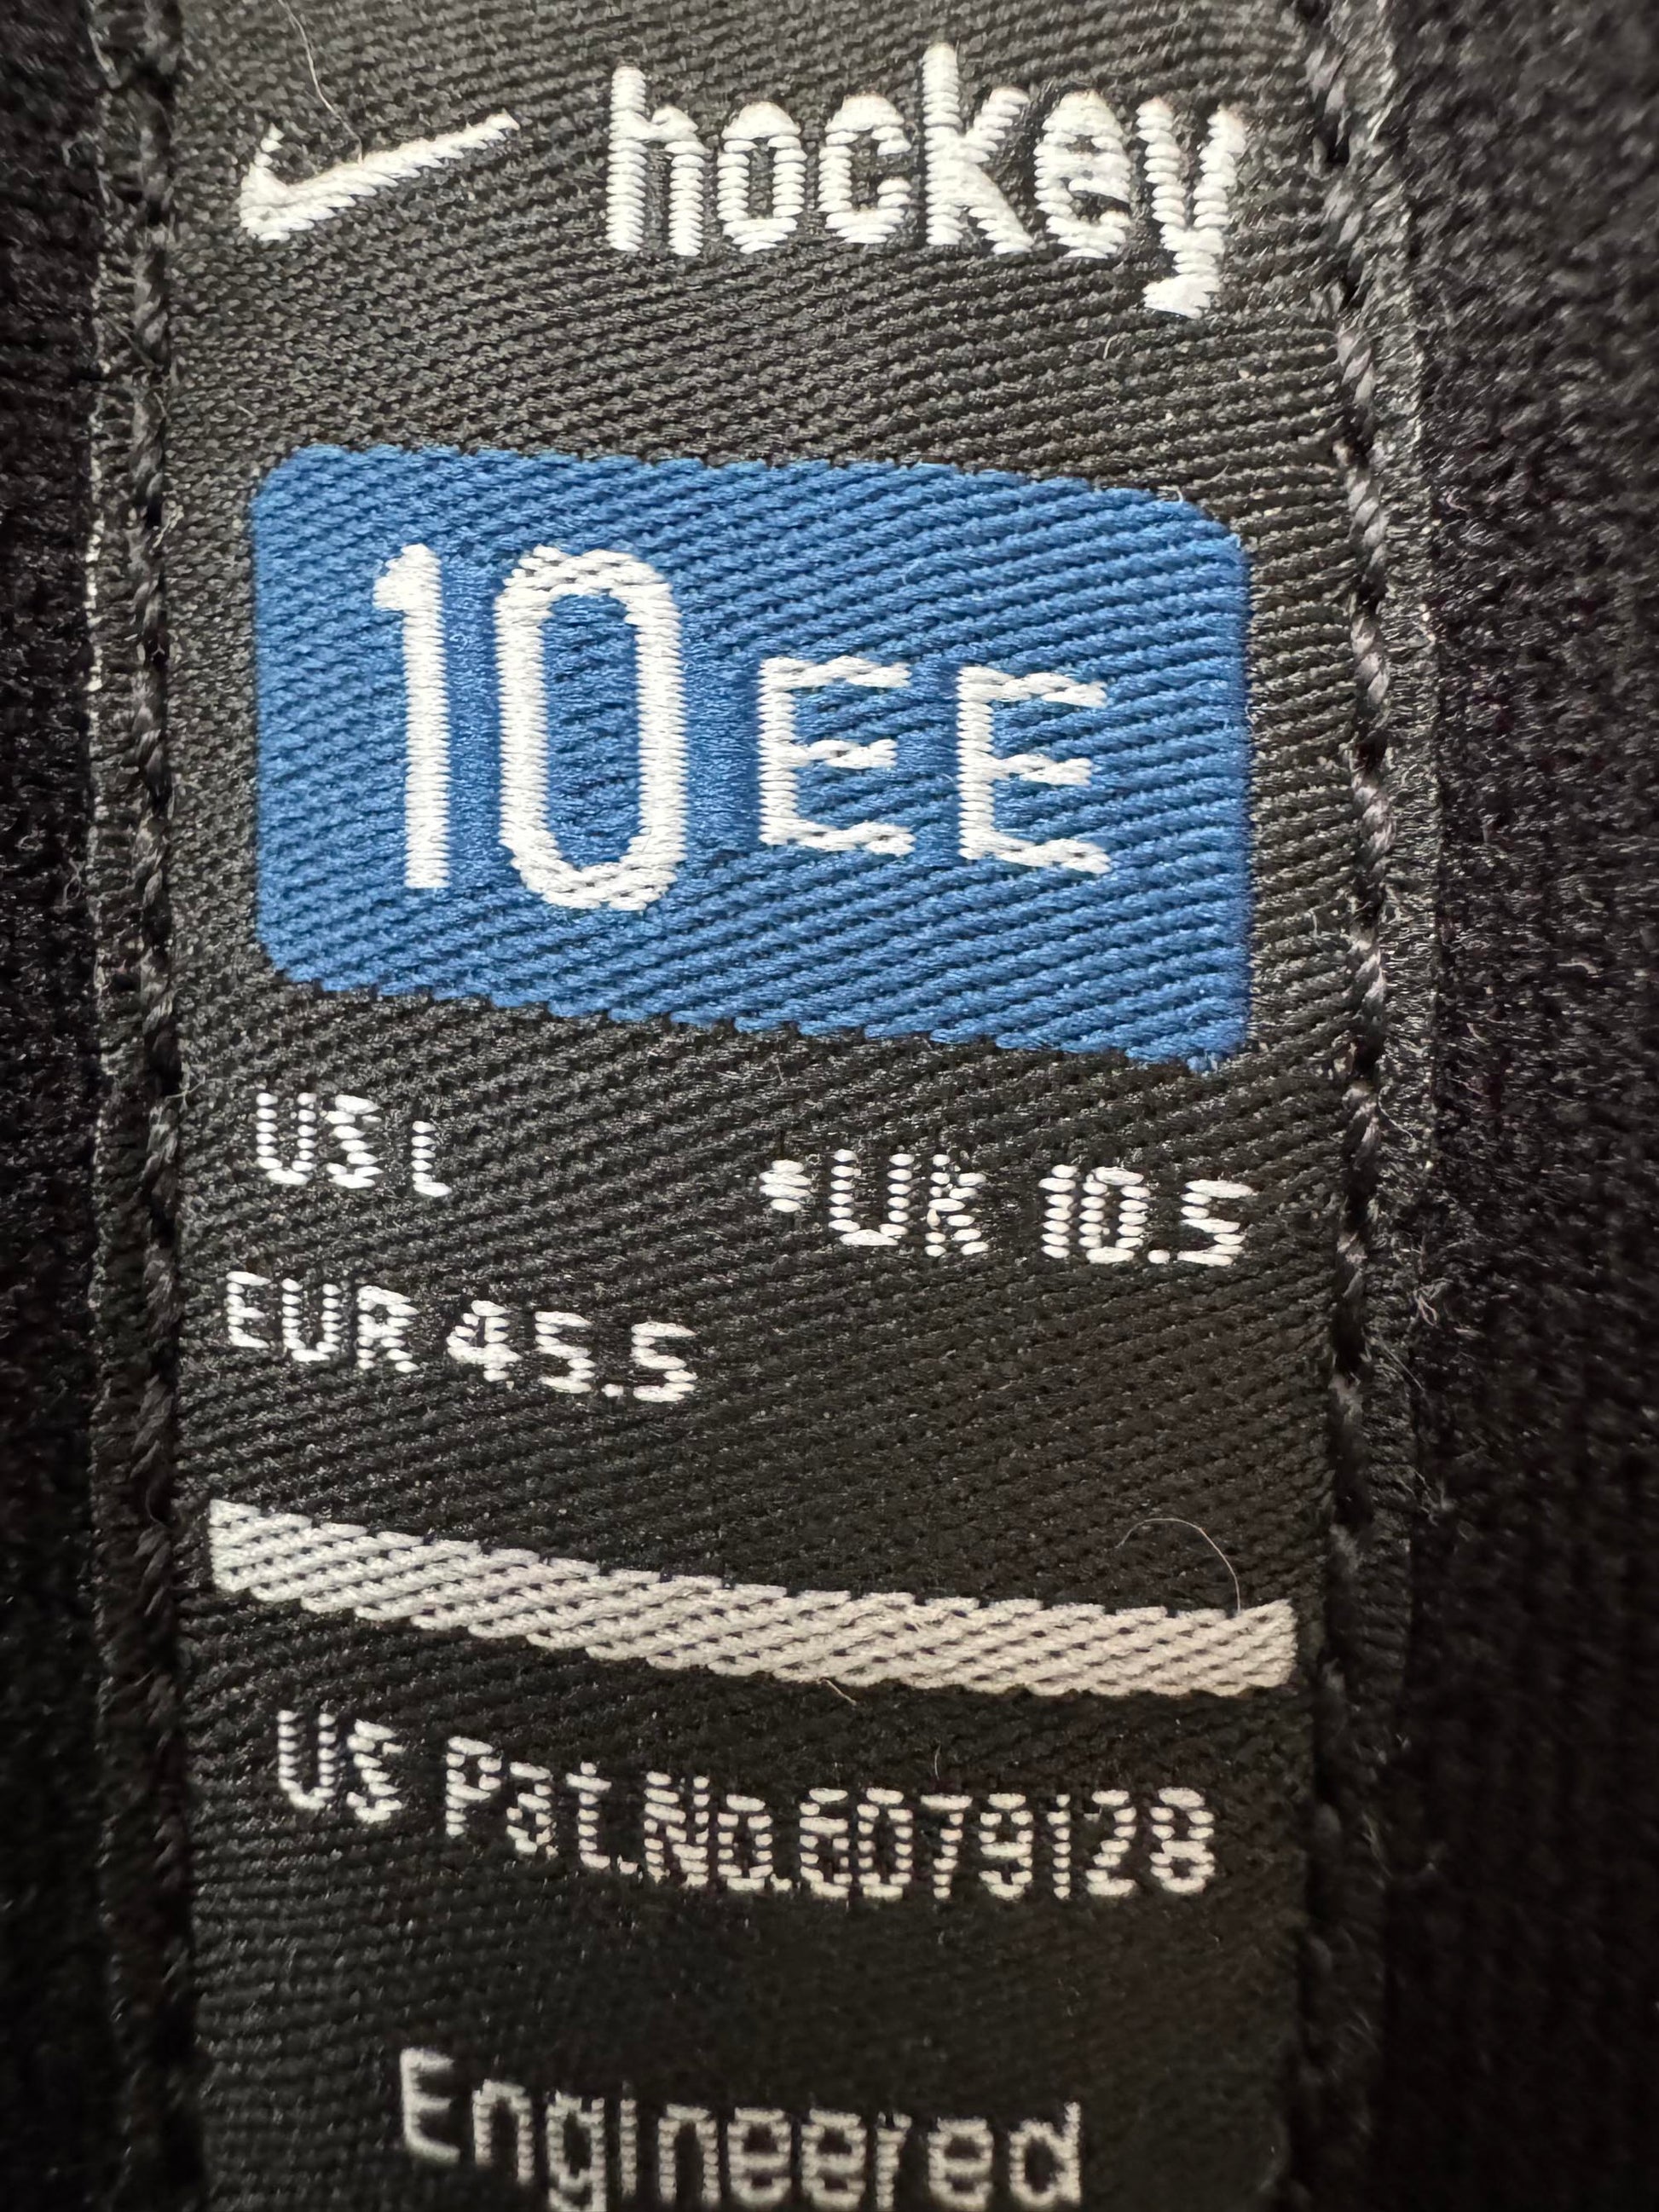 hockey
10 EE
US L *UK 10.5
EUR 45.5
US Pat.No.6079128
Engineered